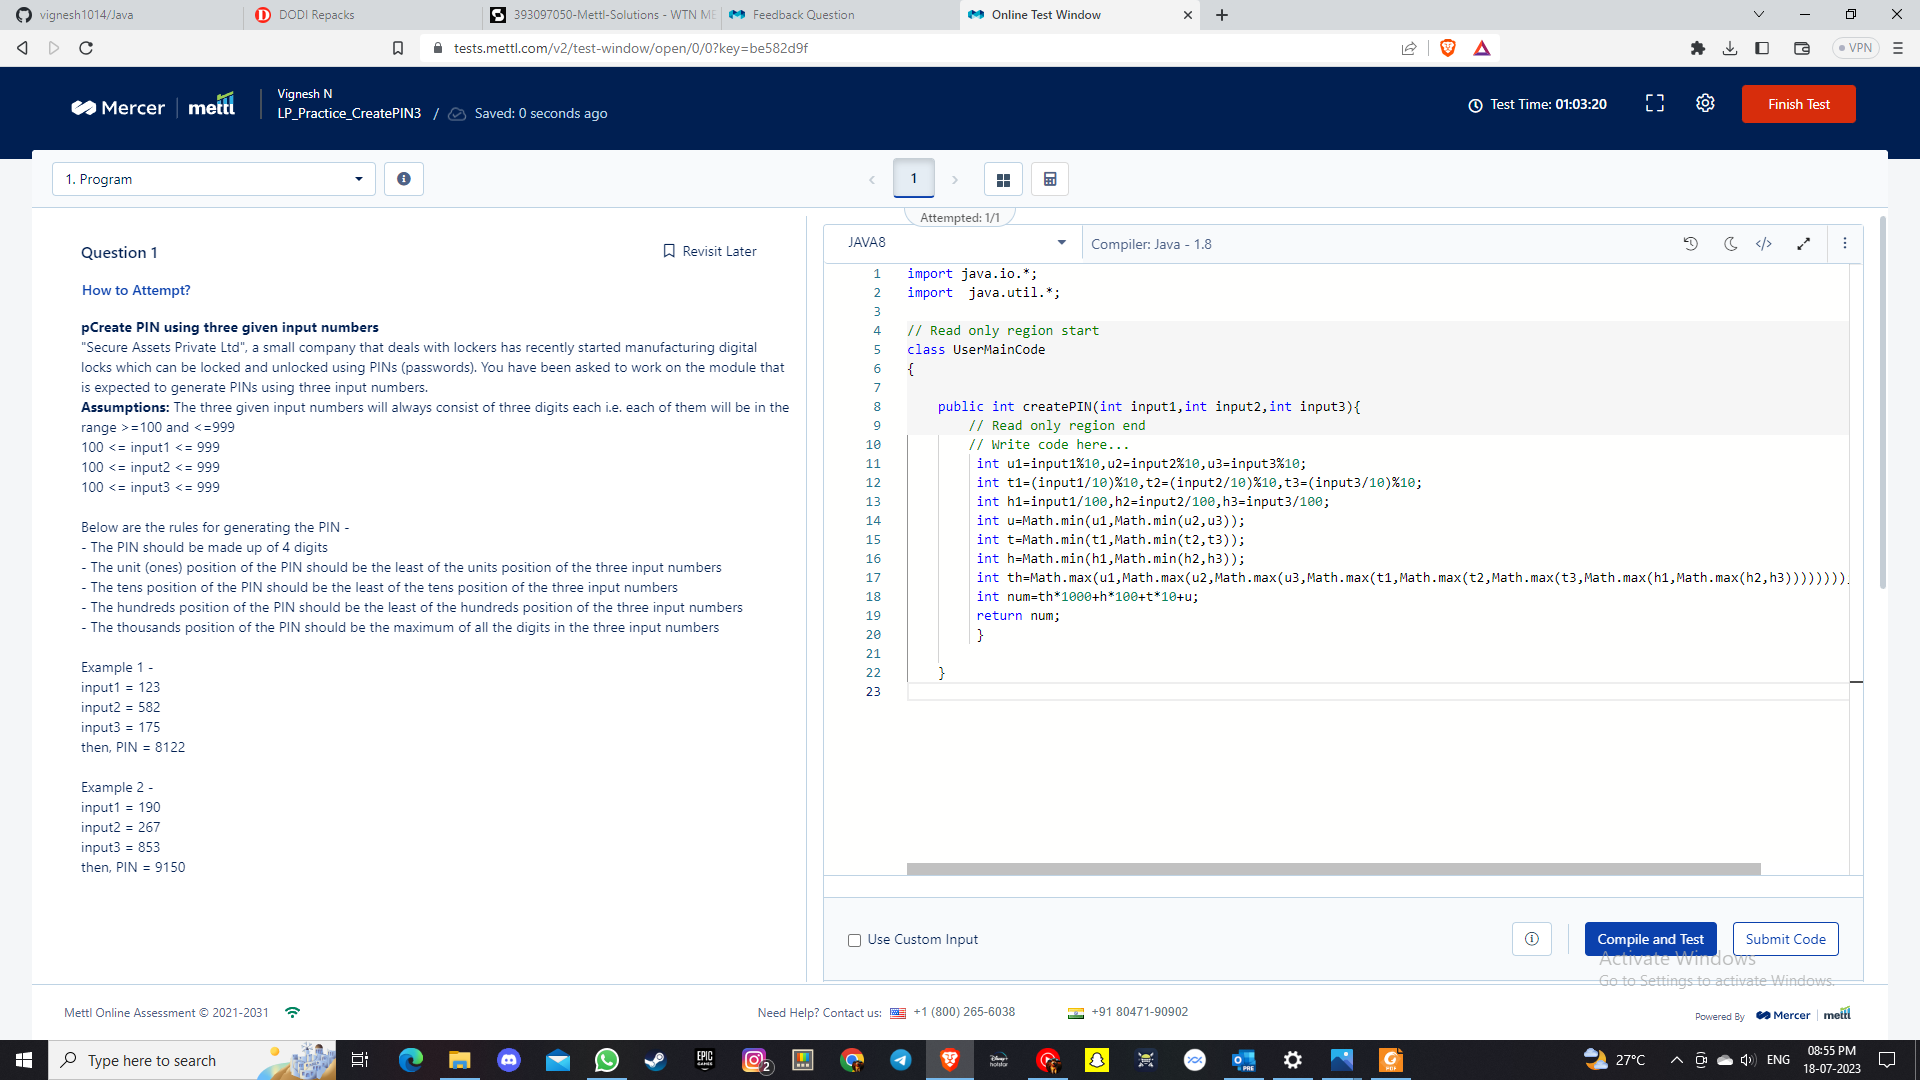 vignesh1014/Java
DODI Repacks
393097050-Mettl-Solutions - WTN ME
Feedback Question
Online Test Window
tests.mettl.com/v2/test-window/open/0/0?key=be582d9f
VPN
Mercer | mettl
Vignesh N
LP_Practice_CreatePIN3 / Saved: 0 seconds ago
Test Time: 01:03:20
Finish Test
1. Program
1
Attempted: 1/1
Question 1
Revisit Later
How to Attempt?
pCreate PIN using three given input numbers
"Secure Assets Private Ltd", a small company that deals with lockers has recently started manufacturing digital
locks which can be locked and unlocked using PINs (passwords). You have been asked to work on the module that
is expected to generate PINs using three input numbers.
Assumptions: The three given input numbers will always consist of three digits each i.e. each of them will be in the
range >=100 and <=999
100 <= input1 <= 999
100 <= input2 <= 999
100 <= input3 <= 999
Below are the rules for generating the PIN -
- The PIN should be made up of 4 digits
- The unit (ones) position of the PIN should be the least of the units position of the three input numbers
- The tens position of the PIN should be the least of the tens position of the three input numbers
- The hundreds position of the PIN should be the least of the hundreds position of the three input numbers
- The thousands position of the PIN should be the maximum of all the digits in the three input numbers
Example 1 -
input1 = 123
input2 = 582
input3 = 175
then, PIN = 8122
Example 2 -
input1 = 190
input2 = 267
input3 = 853
then, PIN = 9150
JAVA8
Compiler: Java - 1.8
1 import java.io.*;
2 import  java.util.*;
3
4 // Read only region start
5 class UserMainCode
6 {
7
8 public int createPIN(int input1,int input2,int input3){
9 // Read only region end
10 // Write code here...
11 int u1=input1%10,u2=input2%10,u3=input3%10;
12 int t1=(input1/10)%10,t2=(input2/10)%10,t3=(input3/10)%10;
13 int h1=input1/100,h2=input2/100,h3=input3/100;
14 int u=Math.min(u1,Math.min(u2,u3));
15 int t=Math.min(t1,Math.min(t2,t3));
16 int h=Math.min(h1,Math.min(h2,h3));
17 int th=Math.max(u1,Math.max(u2,Math.max(u3,Math.max(t1,Math.max(t2,Math.max(t3,Math.max(h1,Math.max(h2,h3))))))));
18 int num=th*1000+h*100+t*10+u;
19 return num;
20 }
21
22 }
23
Use Custom Input
Compile and Test
Submit Code
Activate Windows
Go to Settings to activate Windows.
Mettl Online Assessment © 2021-2031
Need Help? Contact us: +1 (800) 265-6038
+91 80471-90902
Powered By Mercer | mettl
Type here to search
EPIC GAMES
2
Disney+ hotstar
PRE
PDF
27°C
ENG
08:55 PM
18-07-2023